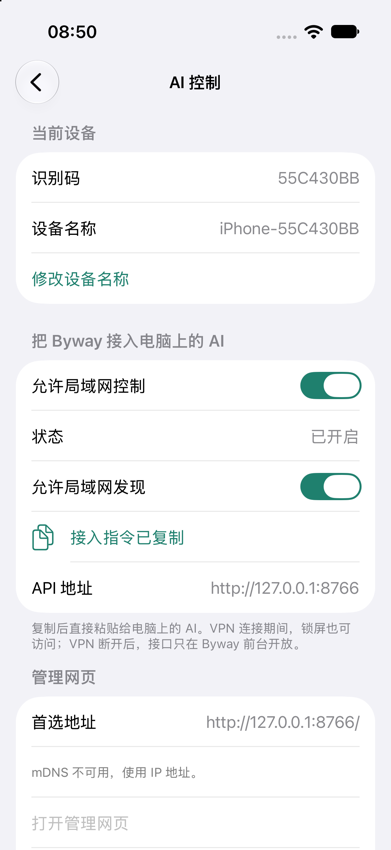 08:50
AI 控制
当前设备
识别码 55C430BB
设备名称 iPhone-55C430BB
修改设备名称
把 Byway 接入电脑上的 AI
允许局域网控制
状态 已开启
允许局域网发现
接入指令已复制
API 地址 http://127.0.0.1:8766
复制后直接粘贴给电脑上的 AI。VPN 连接期间，锁屏也可
访问；VPN 断开后，接口只在 Byway 前台开放。
管理网页
首选地址 http://127.0.0.1:8766/
mDNS 不可用，使用 IP 地址。
打开管理网页